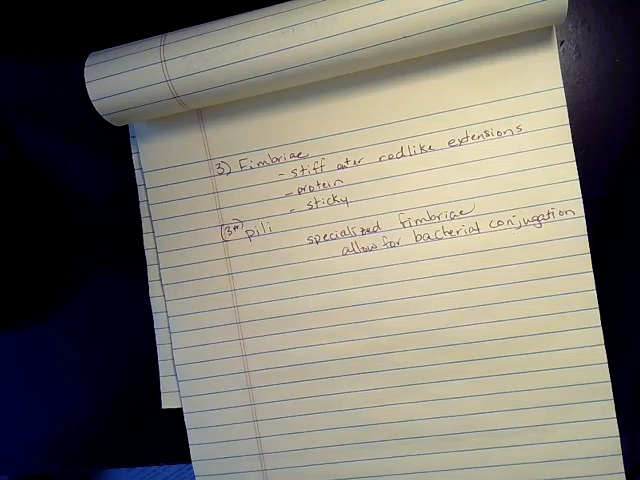 3) Fimbriae
- stiff outer rodlike extensions
- protein
- sticky
(3a) pili
specialized fimbriae
allow for bacterial conjugation